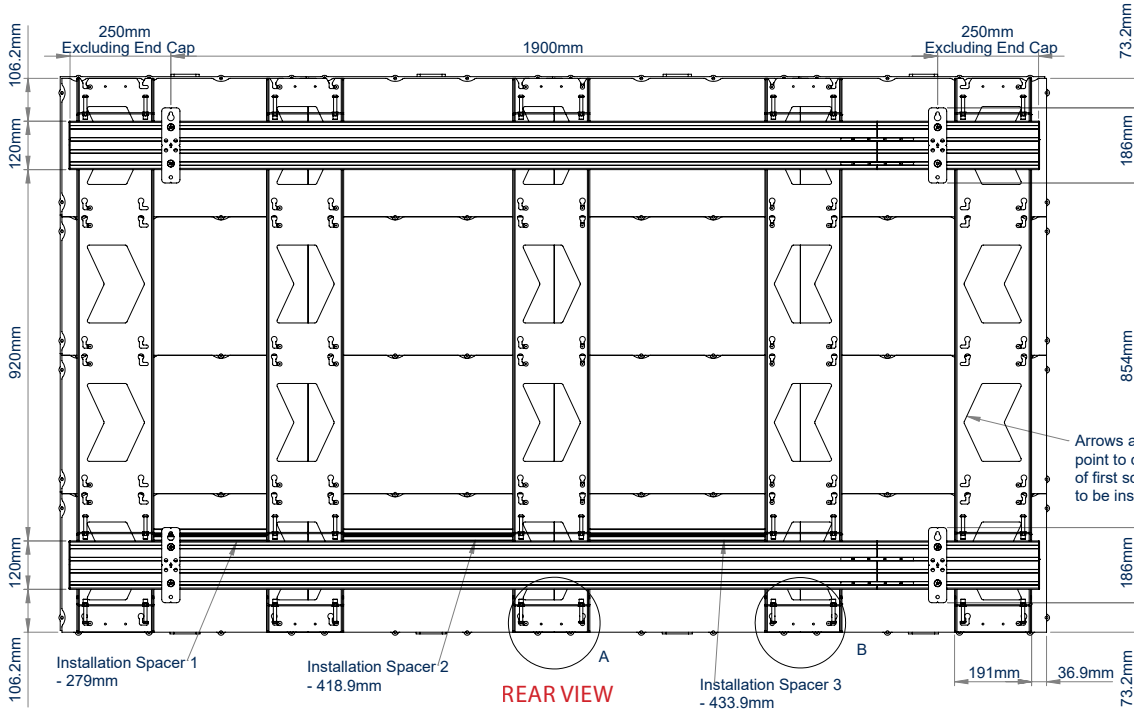 250mm
Excluding End Cap
1900mm
250mm
Excluding End Cap
106.2mm
73.2mm
120mm
186mm
920mm
854mm
Arrows a
point to
of first
to be ins
120mm
186mm
106.2mm
73.2mm
Installation Spacer 1
- 279mm
Installation Spacer 2
- 418.9mm
A
B
Installation Spacer 3
- 433.9mm
191mm
36.9mm
REAR VIEW